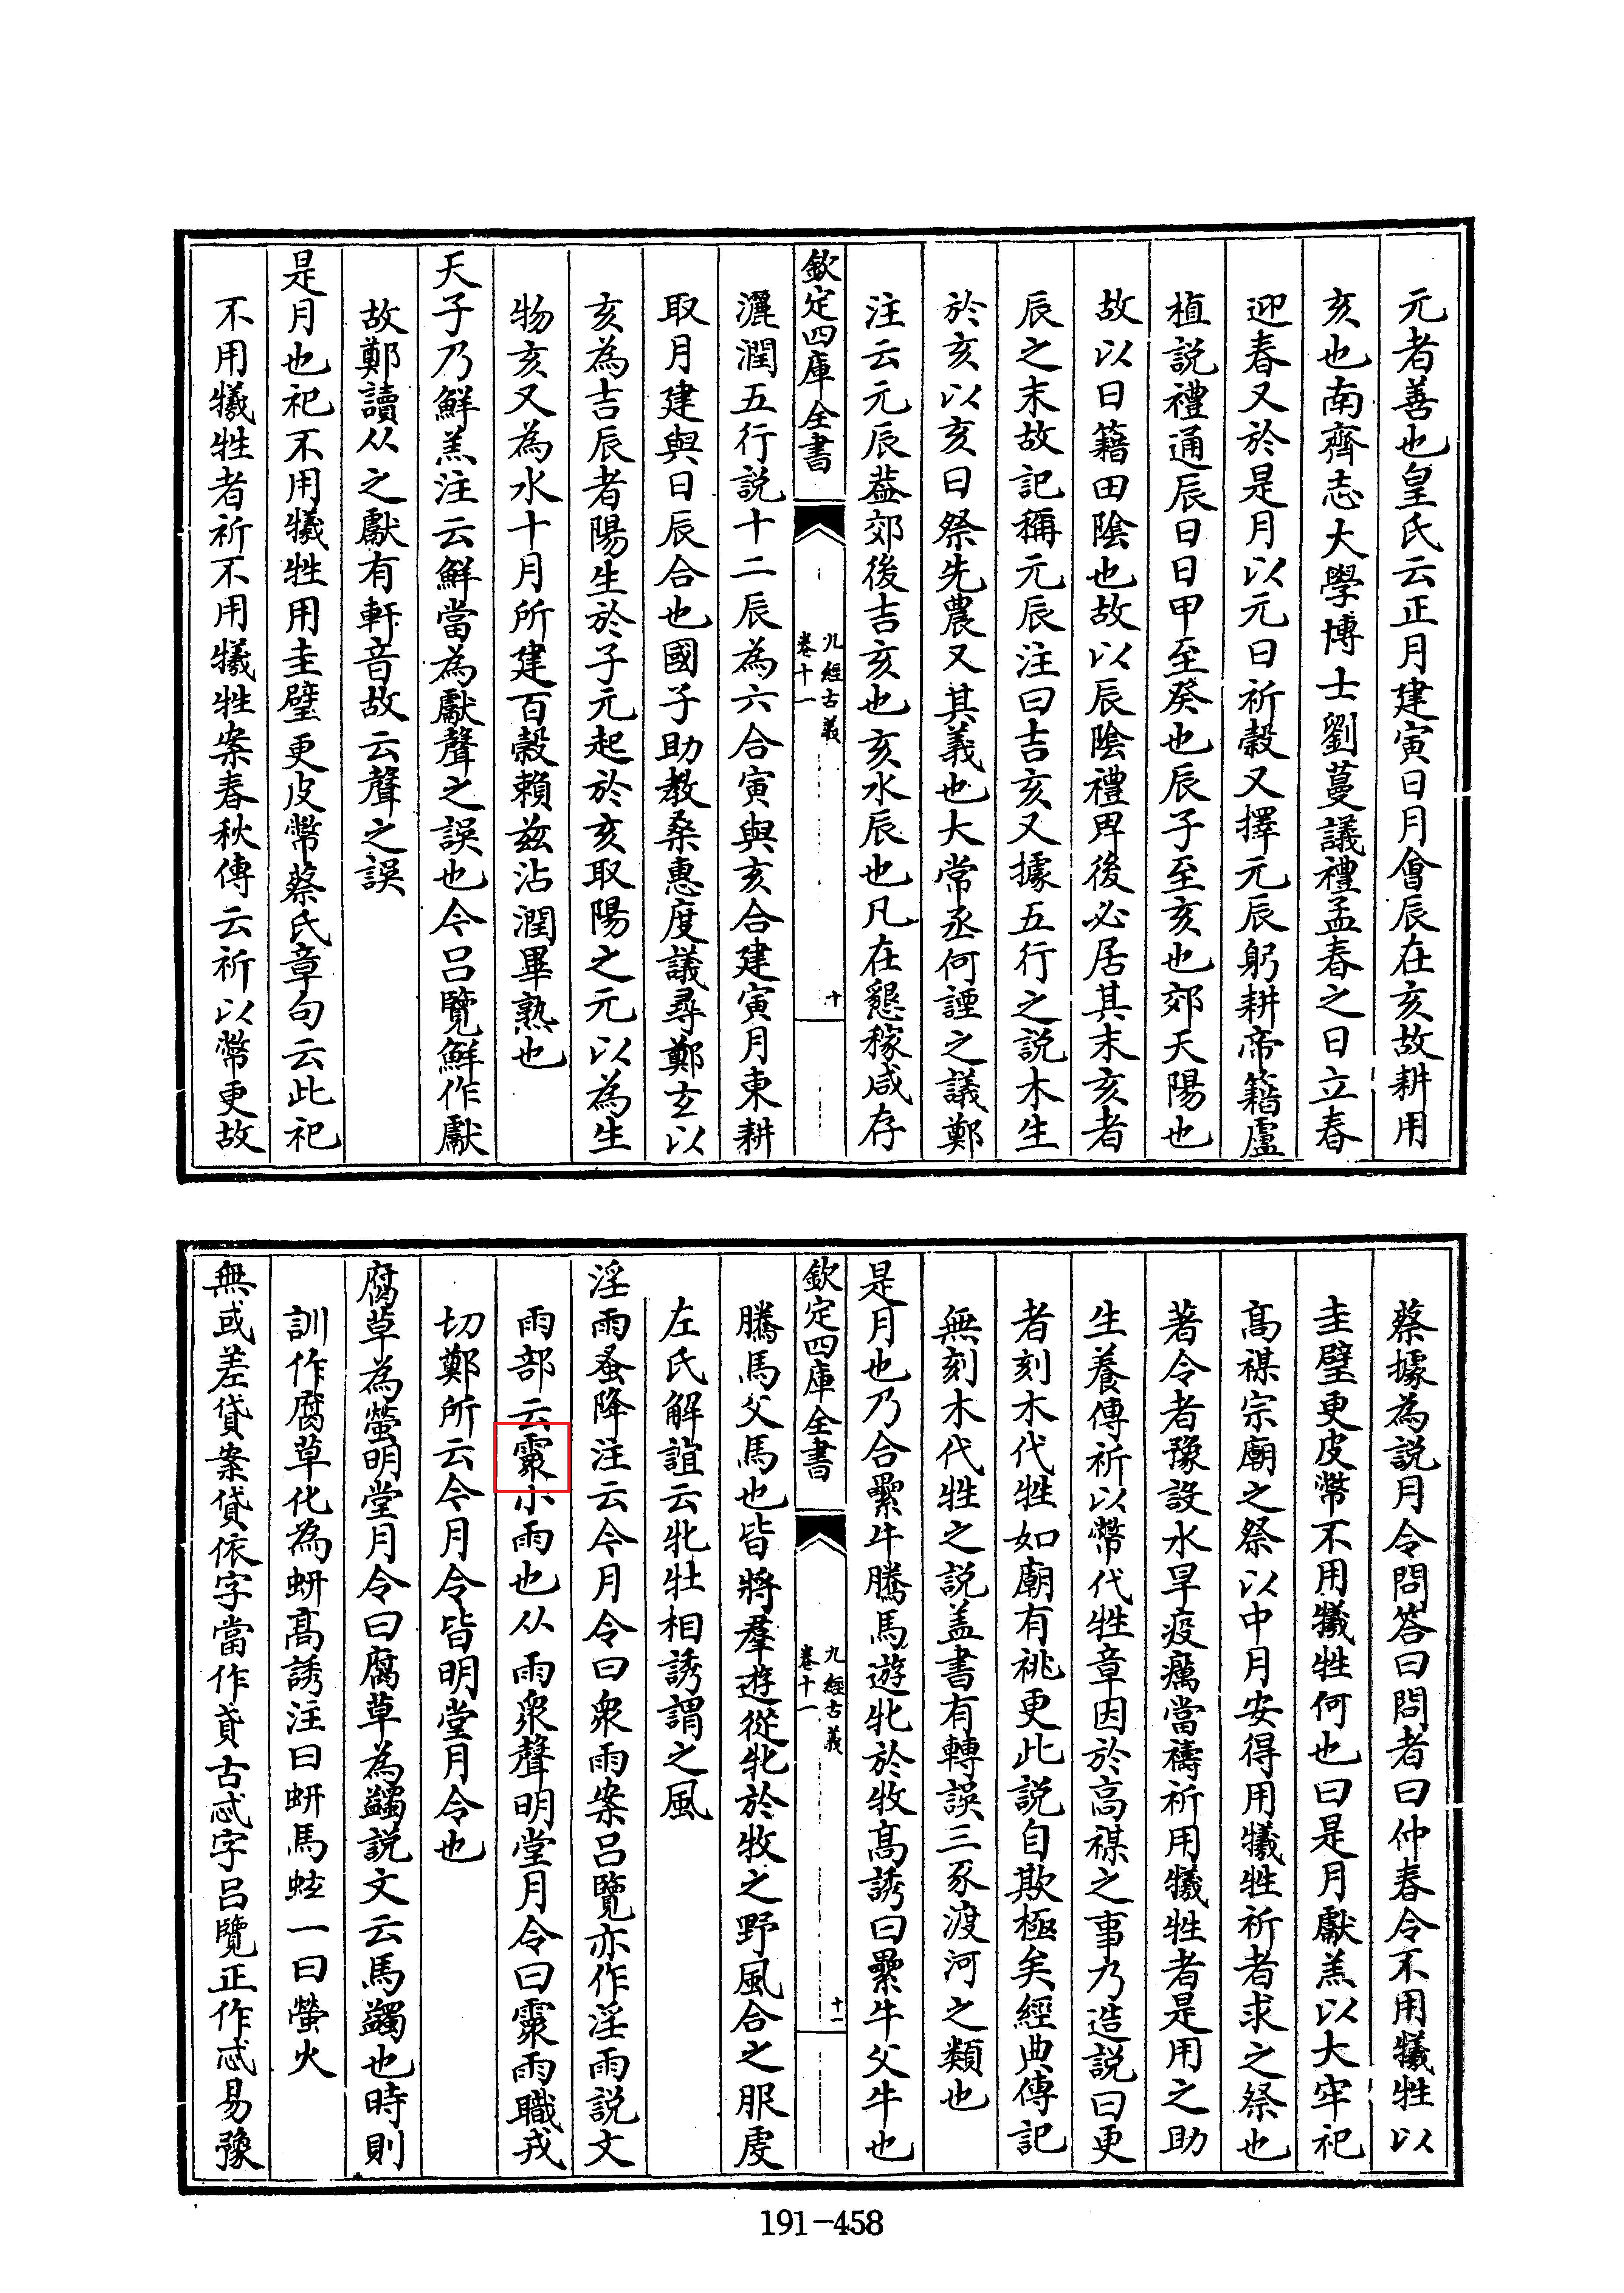 元者善也皇氏云正月建寅日月會辰在亥故耕用
亥也南齊志大學博士劉蔓議禮孟春之日立春
迎春又於是月以元日祈穀又擇元辰躬耕帝籍盧
植説禮通辰日日甲至癸也辰子至亥也郊天陽也
故以日籍田陰也故以辰陰禮卑後必居其末亥者
辰之末故記稱元辰注曰吉亥又據五行之説木生
於亥以亥日祭先農又其義也大常丞何諲之議鄭
注云元辰葢郊後吉亥也亥水辰也凡在懇稼咸存
欽定四庫全書
九經古義
卷十一
十
灑潤五行説十二辰為六合寅與亥合建寅月東耕
取月建與日辰合也國子助教桑惠度議尋鄭玄以
亥為吉辰者陽生於子元起於亥取陽之元以為生
物亥又為水十月所建百穀賴兹沾潤畢熟也
天子乃鮮羔注云鮮當為獻聲之誤也今呂覽鮮作獻
故鄭讀从之獻有軒音故云聲之誤
是月也祀不用犧牲用圭璧更皮幣蔡氏章句云此祀
不用犧牲者祈不用犧牲案春秋傳云祈以幣更故
蔡據為説月令問答曰問者曰仲春令不用犧牲以
圭璧更皮幣不用犧牲何也曰是月獻羔以大牢祀
高禖宗廟之祭以中月安得用犧牲祈者求之祭也
著令者豫設水旱疫癘當禱祈用犧牲者是用之助
生養傳祈以幣代牲章因於高禖之事乃造説曰更
者刻木代牲如廟有祧更此説自欺極矣經典傳記
無刻木代牲之説盖書有轉誤三豕渡河之類也
是月也乃合纍牛騰馬遊牝於牧高誘曰纍牛父牛也
欽定四庫全書
九經古義
卷十一
十一
騰馬父馬也皆將羣遊從牝於牧之野風合之服虔
左氏解誼云牝牡相誘謂之風
淫雨蚤降注云今月令曰衆雨案呂覽亦作淫雨説文
雨部云霥小雨也从雨衆聲明堂月令曰霥雨職戎
切鄭所云今月令皆明堂月令也
腐草為螢明堂月令曰腐草為蠲説文云馬蠲也時則
訓作腐草化為蚈高誘注曰蚈馬蚿一曰螢火
無或差貸案貸依字當作貣古忒字呂覽正作忒易豫
191-458